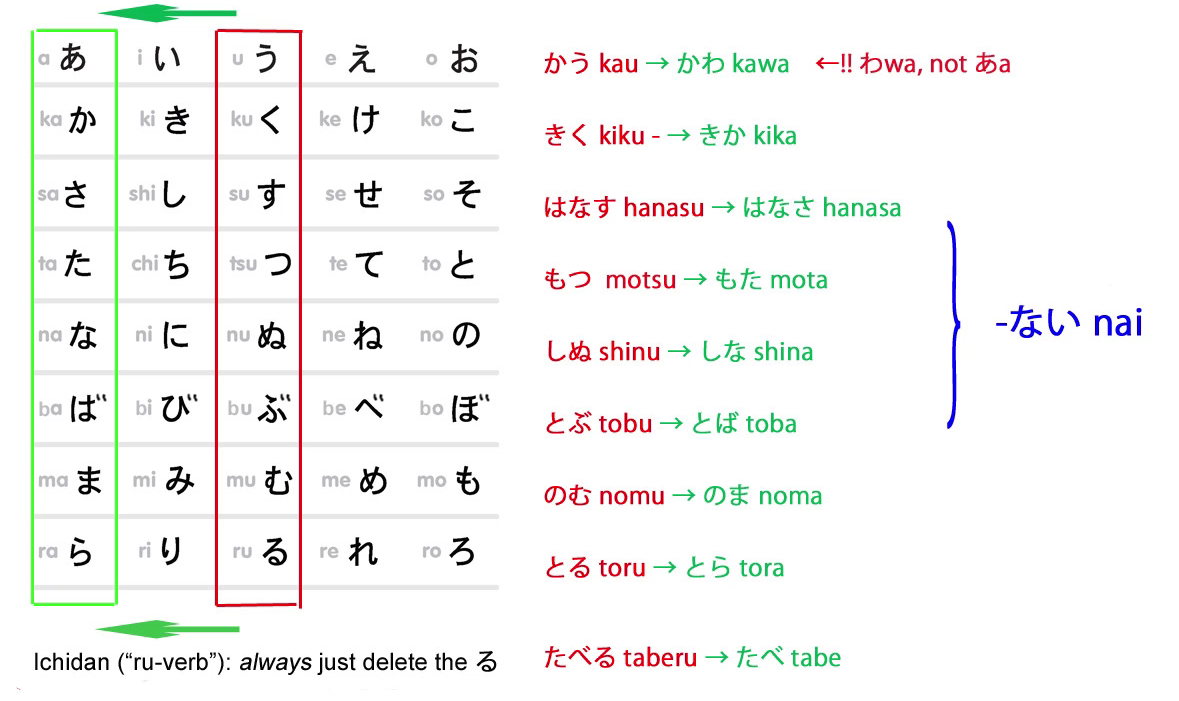 a あ i い u う e え o お かう kau → かわ kawa ←!! わwa, not あa
ka か ki き ku く ke け ko こ きく kiku - → きか kika
sa さ shi し su す se せ so そ はなす hanasu → はなさ hanasa
ta た chi ち tsu つ te て to と もつ motsu → もた mota
-ない nai
na な ni に nu ぬ ne ね no の しぬ shinu → しな shina
ba ば bi び bu ぶ be べ bo ぼ とぶ tobu → とば toba
ma ま mi み mu む me め mo も のむ nomu → のま noma
ra ら ri り ru る re れ ro ろ とる toru → とら tora
Ichidan (“ru-verb”): always just delete the る たべる taberu → たべ tabe